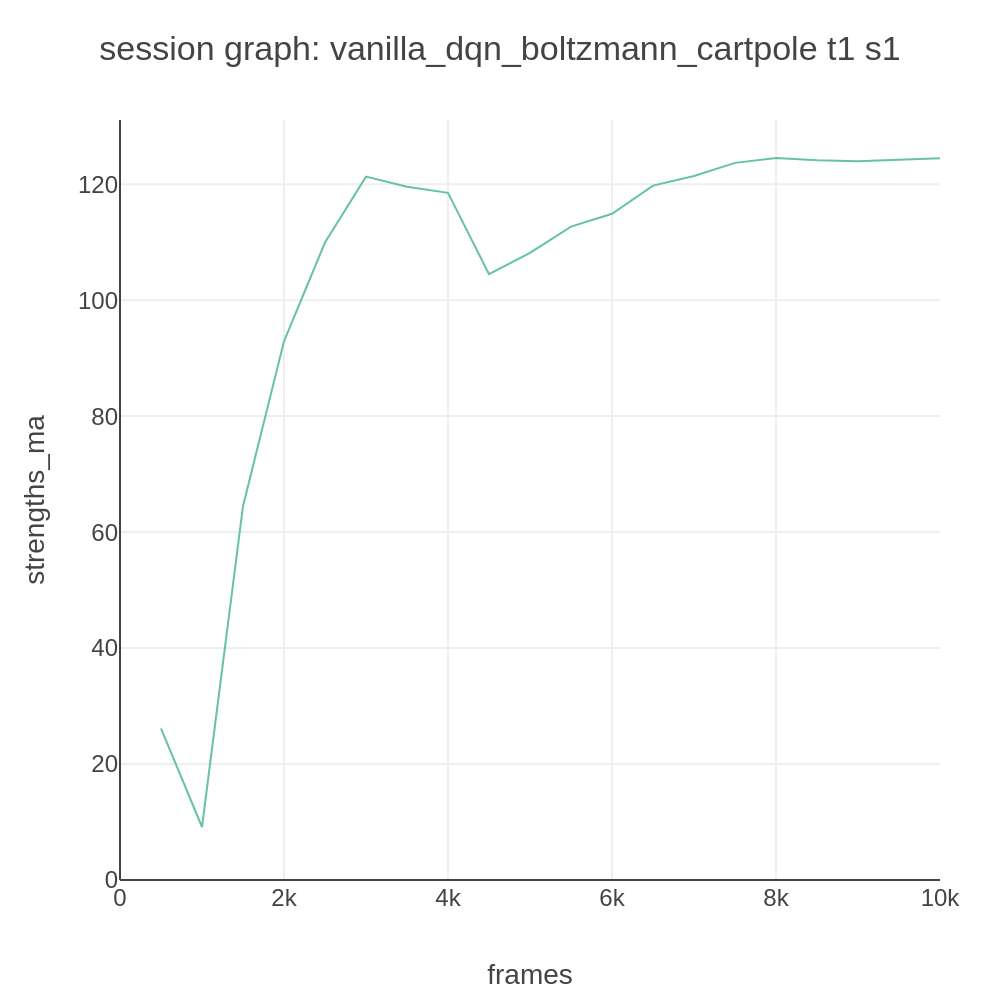 session graph: vanilla_dqn_boltzmann_cartpole t1 s1
strengths_ma
120
100
80
60
40
20
0
0 2k 4k 6k 8k 10k
frames